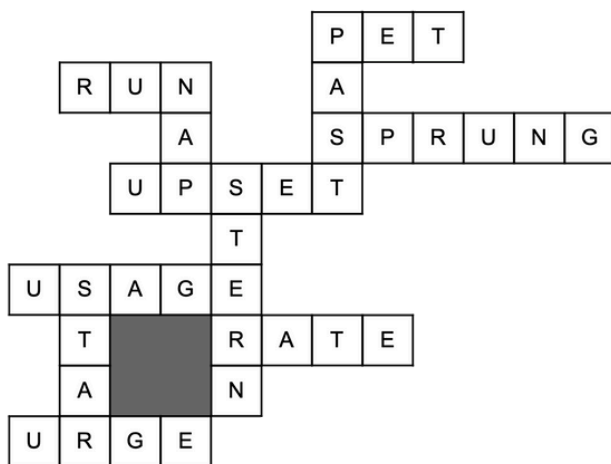 P E T
R U N A
A S P R U N G
U P S E T
T
U S A G E
T R A T E
A N
U R G E